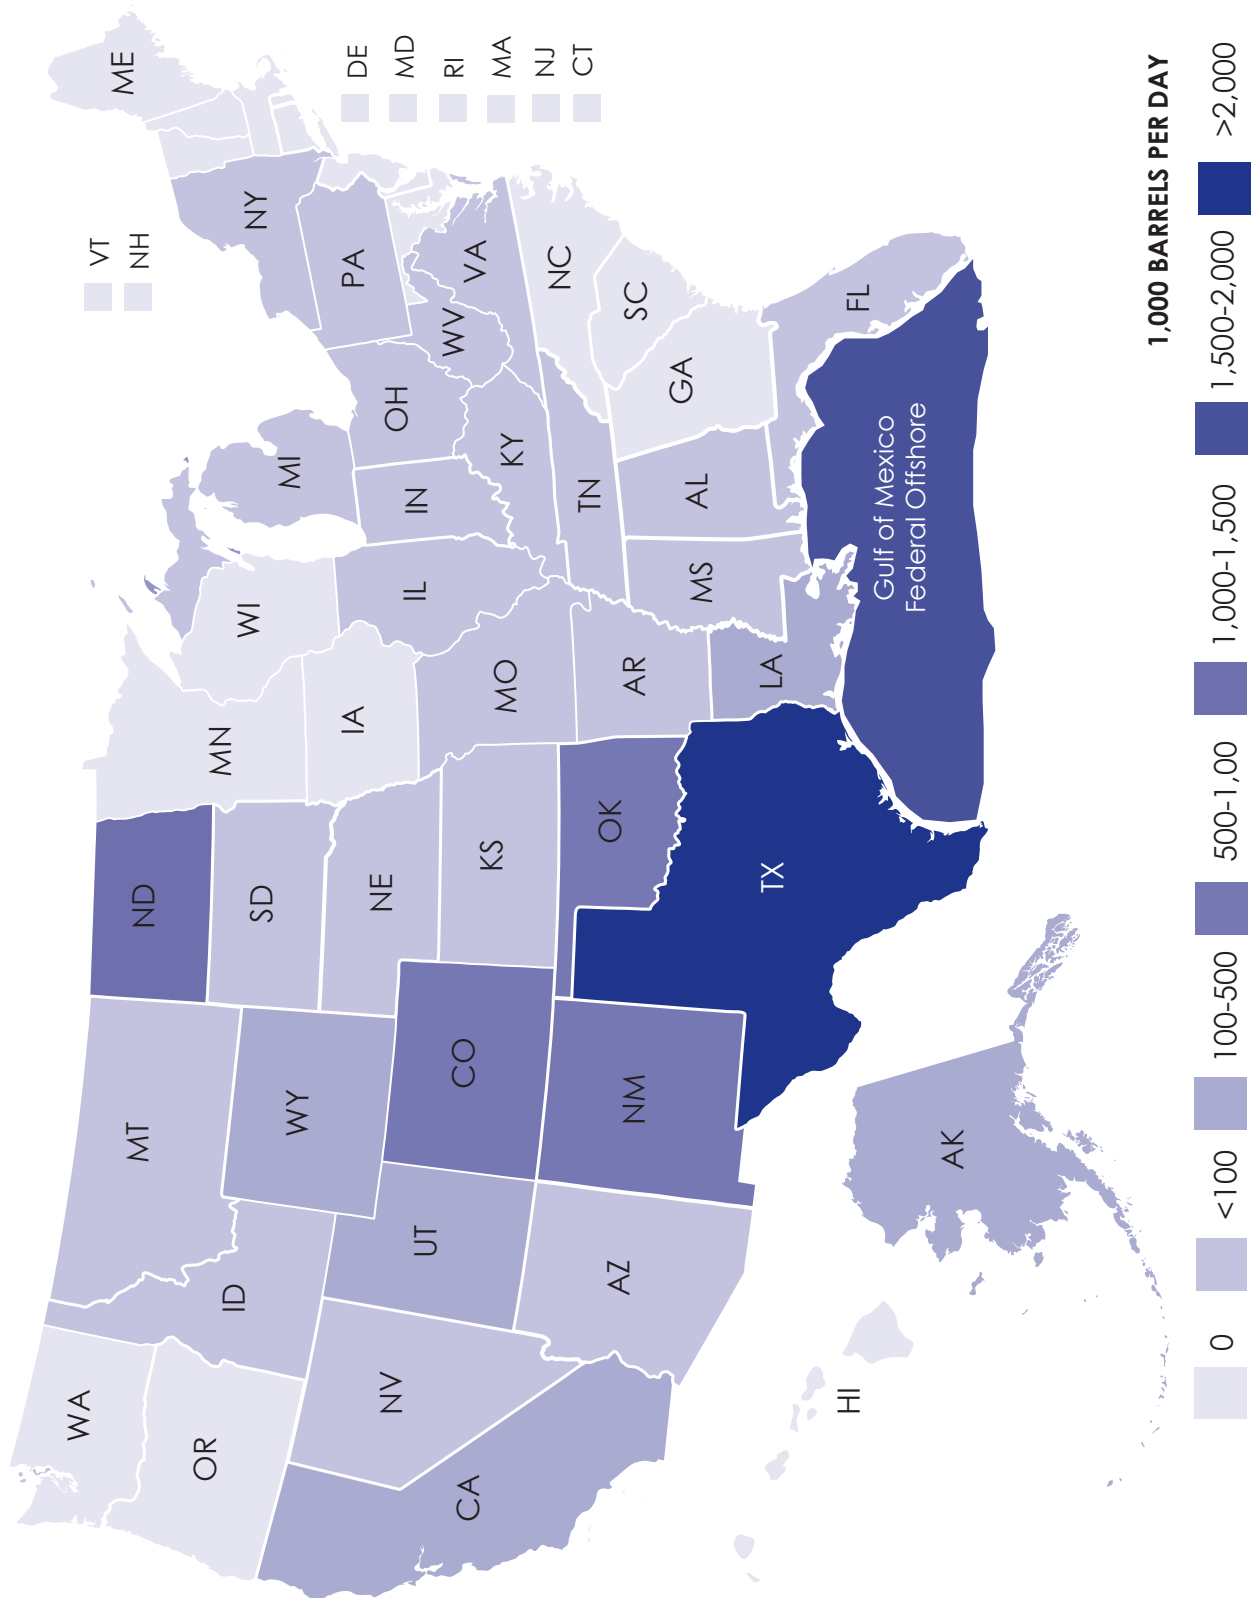 VT
NH
ME
DE
MD
RI
MA
NJ
CT
WA
MT
ND
MN
WI
MI
NY
OR
ID
WY
SD
IA
IL
IN
OH
PA
NV
UT
CO
NE
KS
MO
KY
WV
VA
CA
AZ
NM
OK
AR
TN
NC
SC
TX
LA
MS
AL
GA
FL
Gulf of Mexico
Federal Offshore
HI
AK
1,000 BARRELS PER DAY
0
<100
100-500
500-1,00
1,000-1,500
1,500-2,000
>2,000